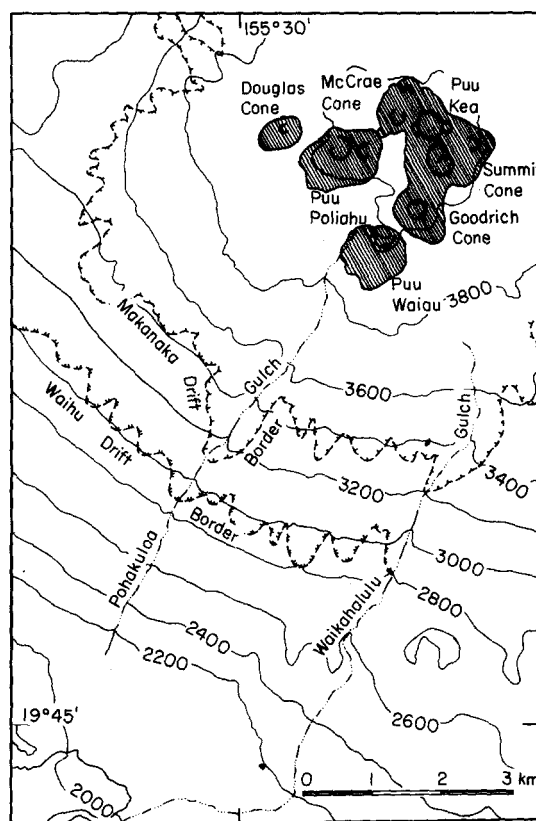 155°30'
Douglas
Cone
McCrae
Cone
Puu
Kea
Summi
Cone
Puu
Poliahu
Goodrich
Cone
Puu
Waiau
3800
Makanaka
Drift
Border
Gulch
3600
Gulch
Waihu
Drift
Border
3200
3400
3000
2800
Pohakuloa
Waikahalulu
2400
2200
2600
19°45'
2000
0 1 2 3 km